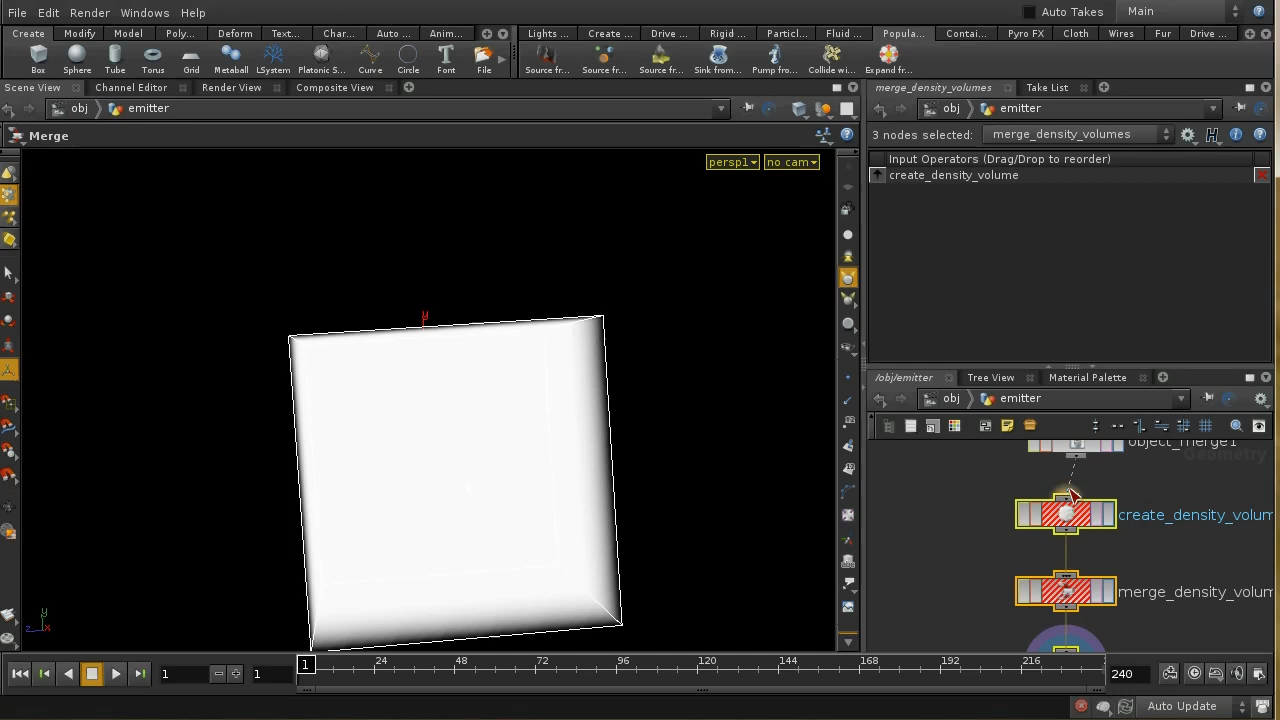 File Edit Render Windows Help Auto Takes Main
Create Modify Model Poly... Deform Text... Char... Auto ... Anim... Lights ... Create ... Drive ... Rigid ... Particl... Fluid ... Popula... Contai... Pyro FX Cloth Wires Fur Drive ...
Box Sphere Tube Torus Grid Metaball LSystem Platonic S... Curve Circle Font File Source fr... Source fr... Source fr... Sink from... Pump fro... Collide wi... Expand fr...
Scene View Channel Editor Render View Composite View merge_density_volumes Take List
obj emitter obj emitter
Merge 3 nodes selected: merge_density_volumes
persp1 no cam Input Operators (Drag/Drop to reorder)
create_density_volume
y
/obj/emitter Tree View Material Palette
obj emitter
object_merge1
Geometry
create_density_volum
merge_density_volum
y
z x
1 1 1 24 48 72 96 120 144 168 192 216 240
Auto Update